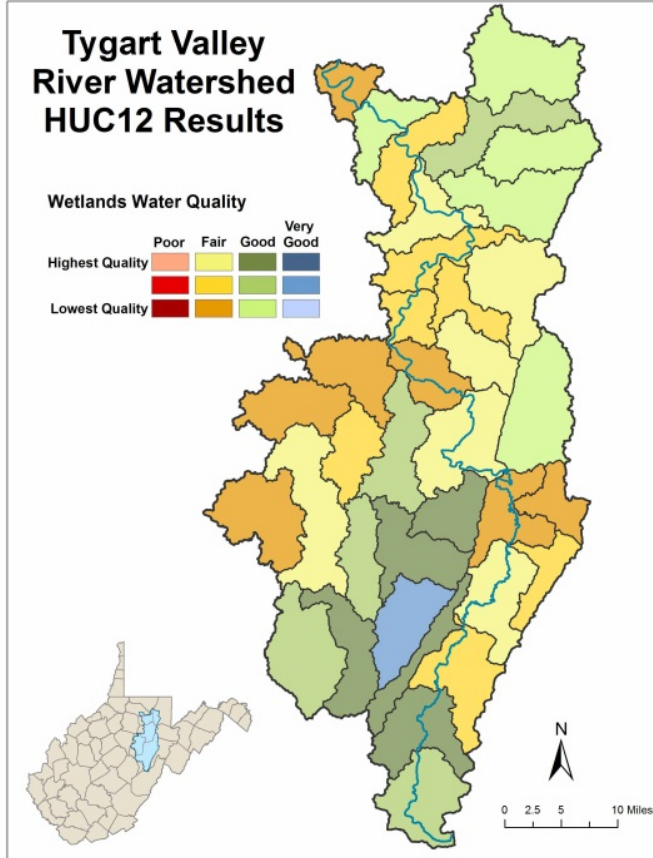 Tygart Valley
River Watershed
HUC12 Results
Wetlands Water Quality
Poor Fair Good Very Good
Highest Quality
Lowest Quality
N
0 2.5 5 10 Miles